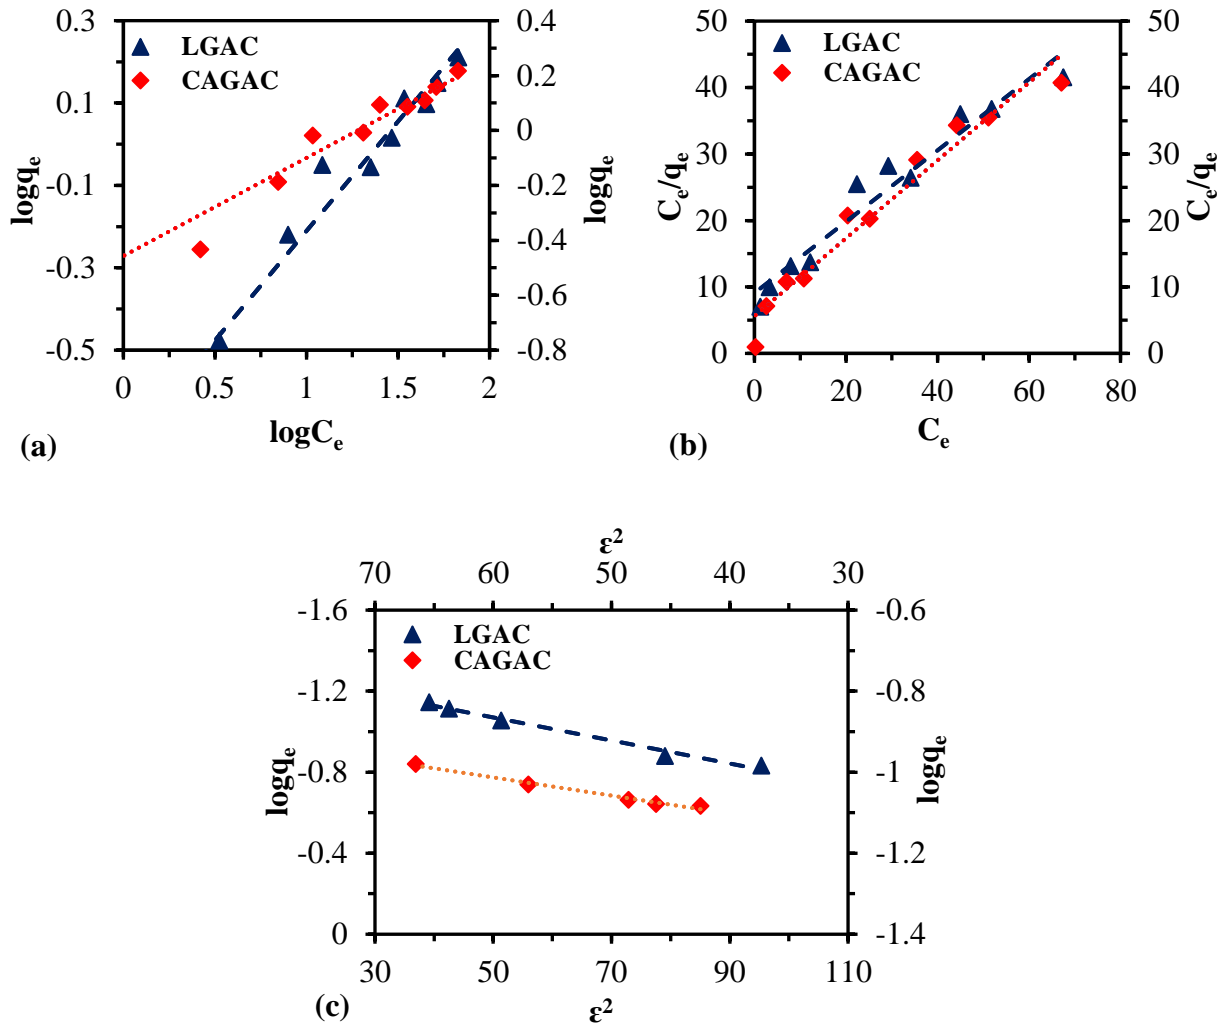 0.3
0.1
-0.1
-0.3
-0.5
logqe
LGAC
CAGAC
0.4
0.2
0
-0.2
-0.4
-0.6
-0.8
logqe
0 0.5 1 1.5 2
logCe
(a)
50
40
30
20
10
0
Ce/qe
LGAC
CAGAC
50
40
30
20
10
0
Ce/qe
0 20 40 60 80
Ce
(b)
ε2
70 60 50 40 30
-1.6
-1.2
-0.8
-0.4
0
logqe
LGAC
CAGAC
-0.6
-0.8
-1
-1.2
-1.4
logqe
30 50 70 90 110
(c)
ε2